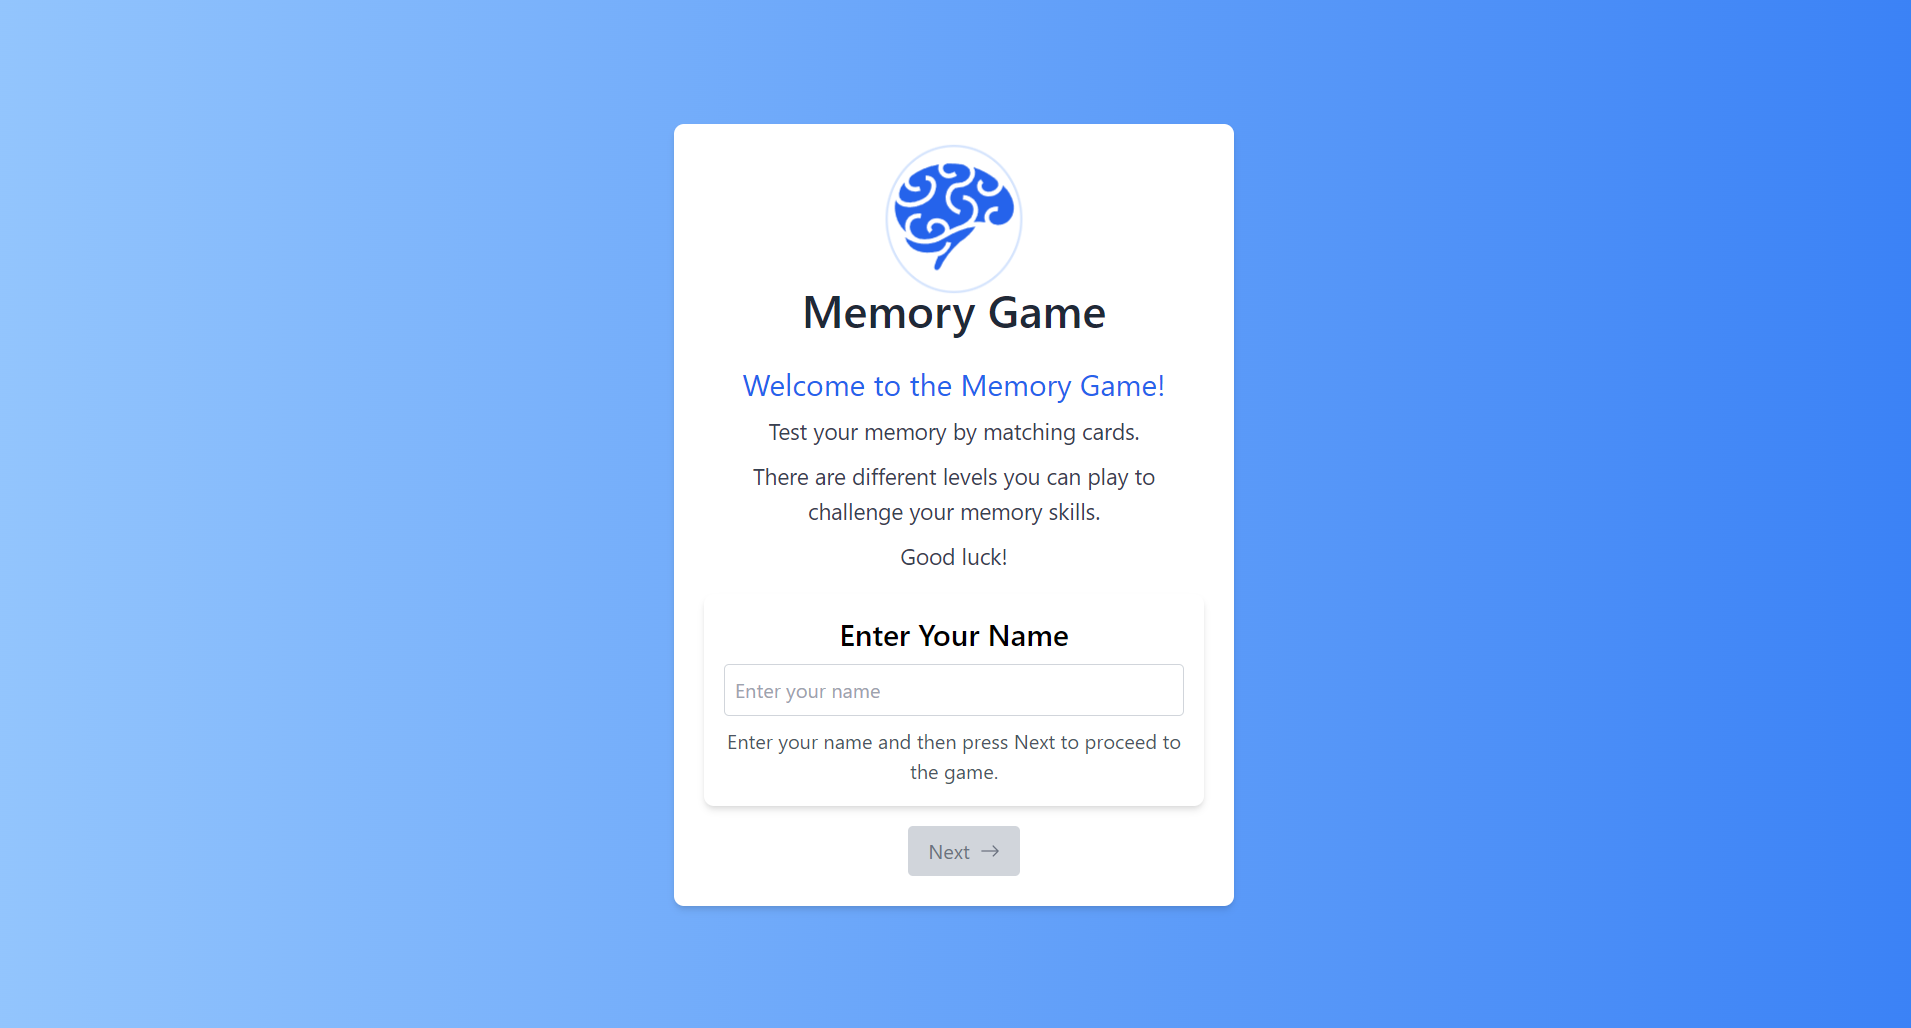 Memory Game
Welcome to the Memory Game!
Test your memory by matching cards.
There are different levels you can play to
challenge your memory skills.
Good luck!
Enter Your Name
Enter your name
Enter your name and then press Next to proceed to
the game.
Next →